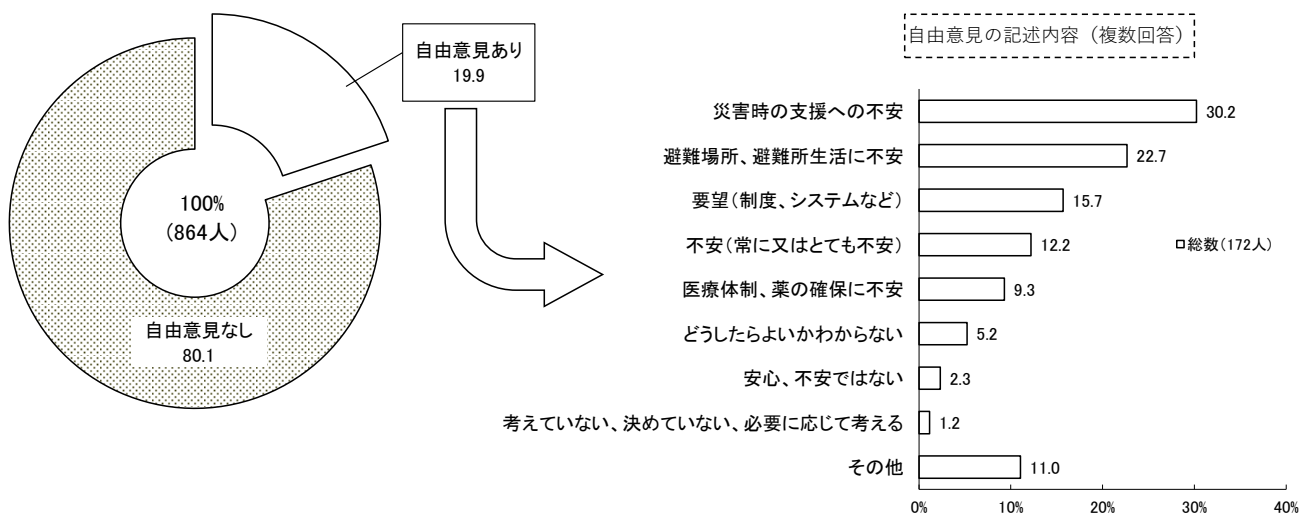 自由意見あり
19.9
100%
(864人)
自由意見なし
80.1
自由意見の記述内容（複数回答）
災害時の支援への不安
30.2
避難場所、避難所生活に不安
22.7
要望(制度、システムなど)
15.7
不安(常に又はとても不安)
12.2
医療体制、薬の確保に不安
9.3
どうしたらよいかわからない
5.2
安心、不安ではない
2.3
考えていない、決めていない、必要に応じて考える
1.2
その他
11.0
総数(172人)
0% 10% 20% 30% 40%